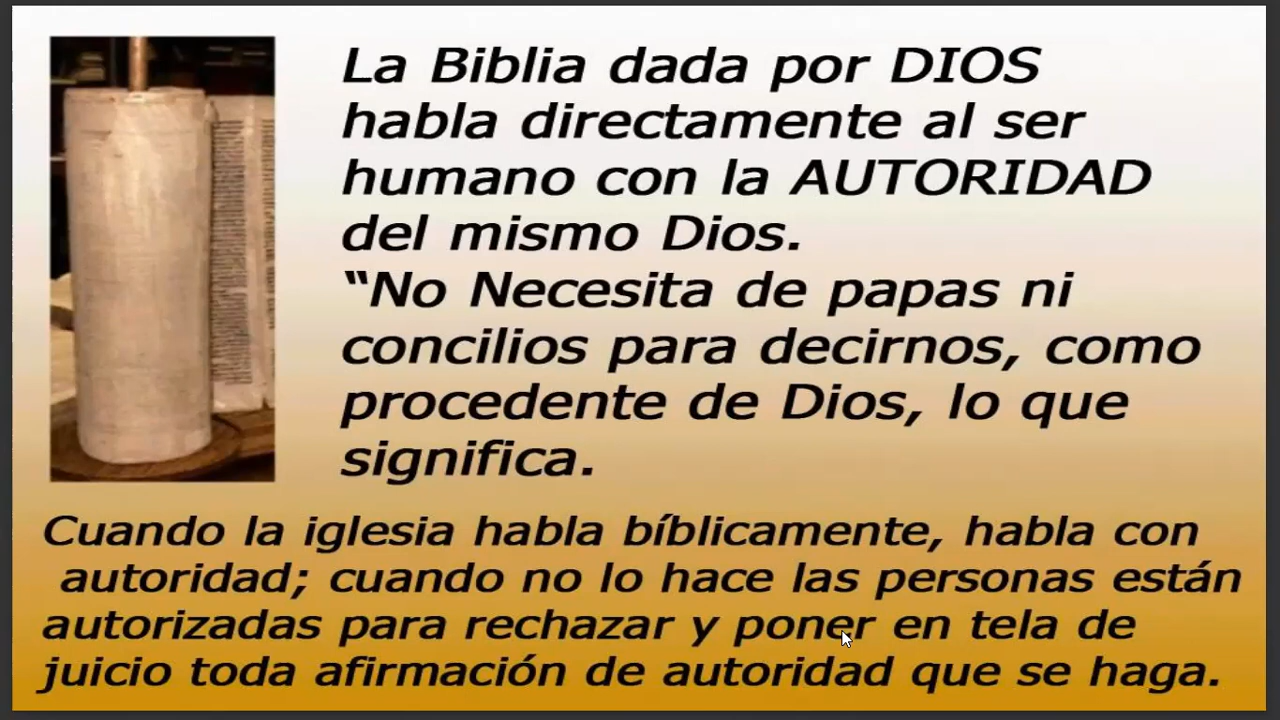 La Biblia dada por DIOS
habla directamente al ser
humano con la AUTORIDAD
del mismo Dios.
“No Necesita de papas ni
concilios para decirnos, como
procedente de Dios, lo que
significa.
Cuando la iglesia habla bíblicamente, habla con
autoridad; cuando no lo hace las personas están
autorizadas para rechazar y poner en tela de
juicio toda afirmación de autoridad que se haga.